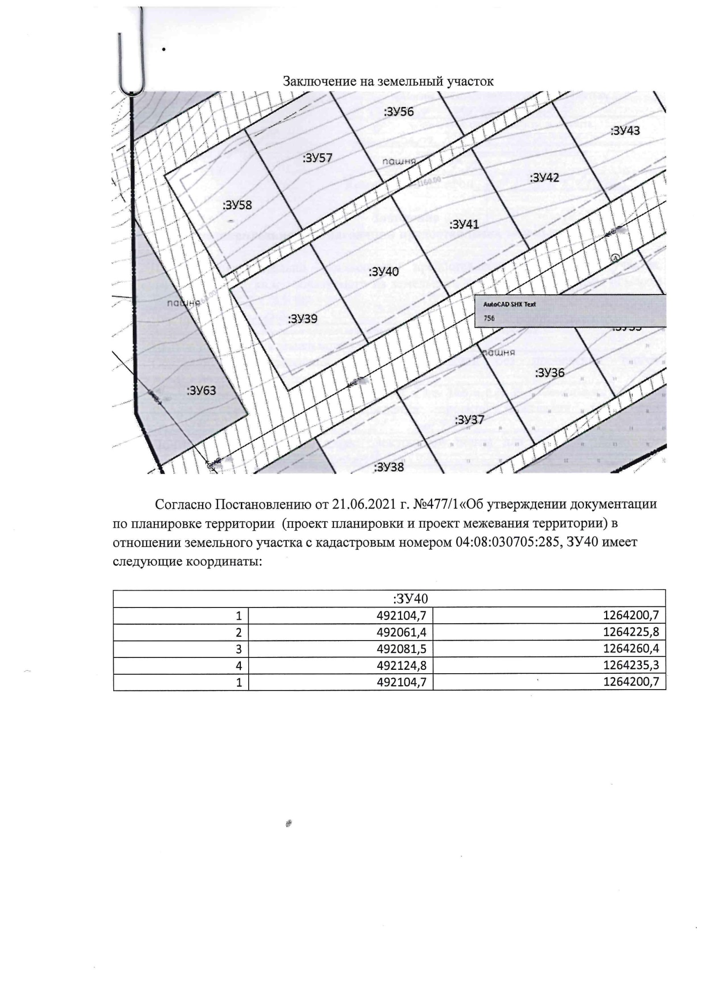 Заключение на земельный участок
:ЗУ56
:ЗУ43
:ЗУ57
пашня
1160.00
:ЗУ42
:ЗУ58
:ЗУ41
А
:ЗУ40
AutoCAD SHX Text
756
пашня
:ЗУ39
пашня
:ЗУ36
:ЗУ63
:ЗУ37
:ЗУ38
Согласно Постановлению от 21.06.2021 г. №477/1«Об утверждении документации
по планировке территории (проект планировки и проект межевания территории) в
отношении земельного участка с кадастровым номером 04:08:030705:285, ЗУ40 имеет
следующие координаты:
:ЗУ40
1 492104,7 1264200,7
2 492061,4 1264225,8
3 492081,5 1264260,4
4 492124,8 1264235,3
1 492104,7 1264200,7